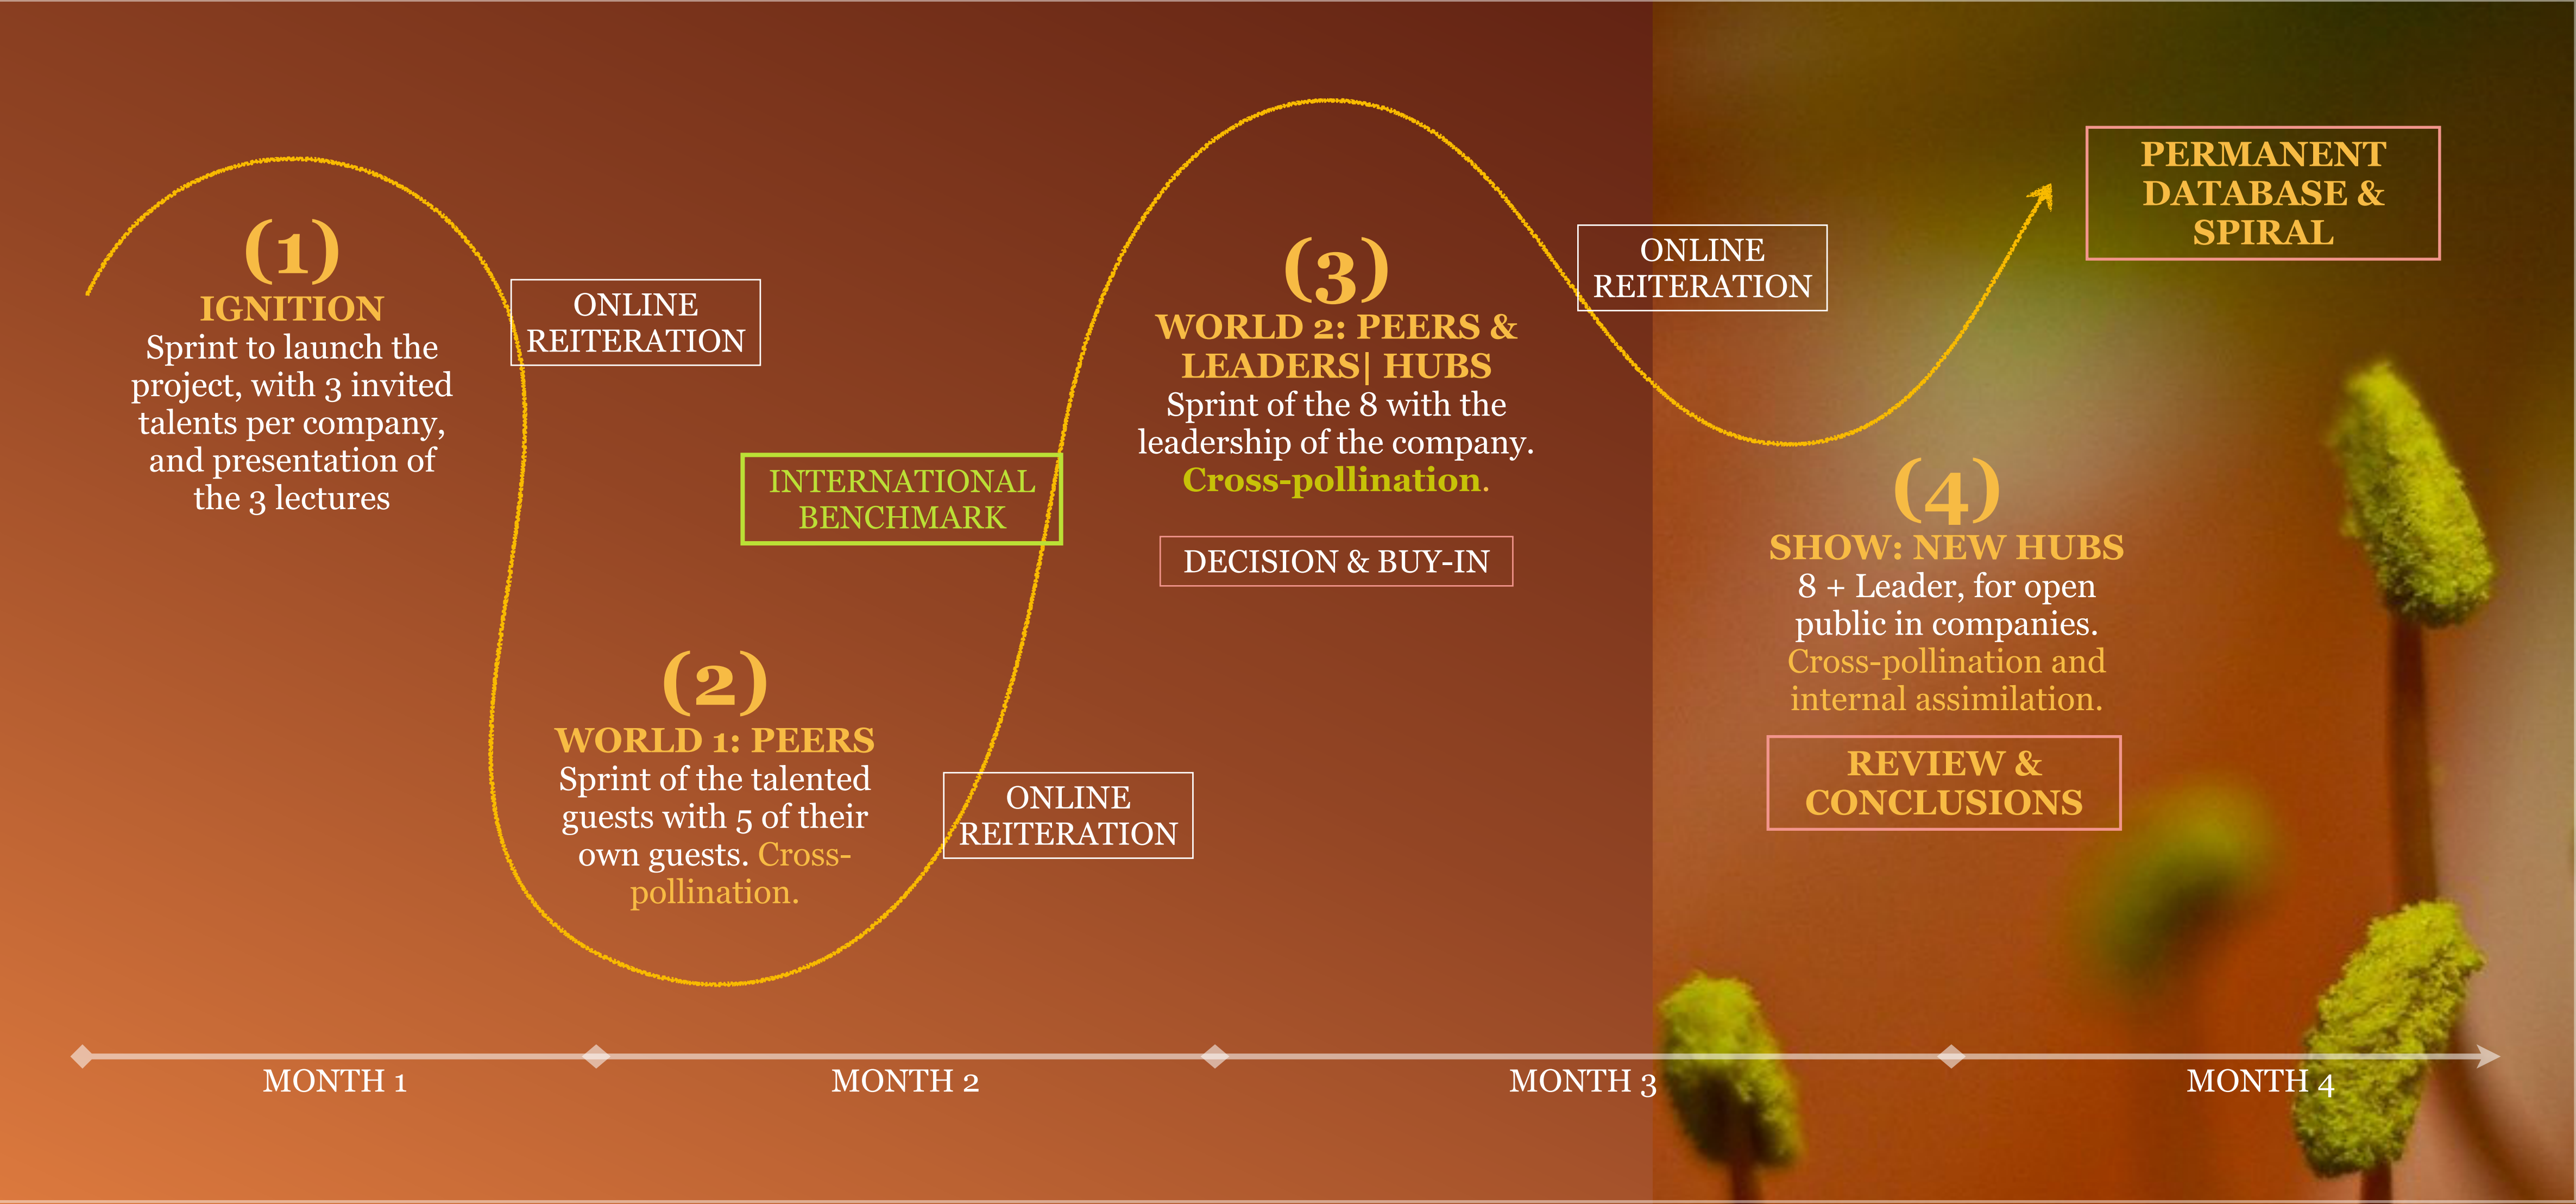 (1)
IGNITION
Sprint to launch the
project, with 3 invited
talents per company,
and presentation of
the 3 lectures
ONLINE
REITERATION
(2)
WORLD 1: PEERS
Sprint of the talented
guests with 5 of their
own guests. Cross-
pollination.
INTERNATIONAL
BENCHMARK
ONLINE
REITERATION
(3)
WORLD 2: PEERS &
LEADERS| HUBS
Sprint of the 8 with the
leadership of the company.
Cross-pollination.
DECISION & BUY-IN
ONLINE
REITERATION
(4)
SHOW: NEW HUBS
8 + Leader, for open
public in companies.
Cross-pollination and
internal assimilation.
REVIEW &
CONCLUSIONS
PERMANENT
DATABASE &
SPIRAL
MONTH 1
MONTH 2
MONTH 3
MONTH 4